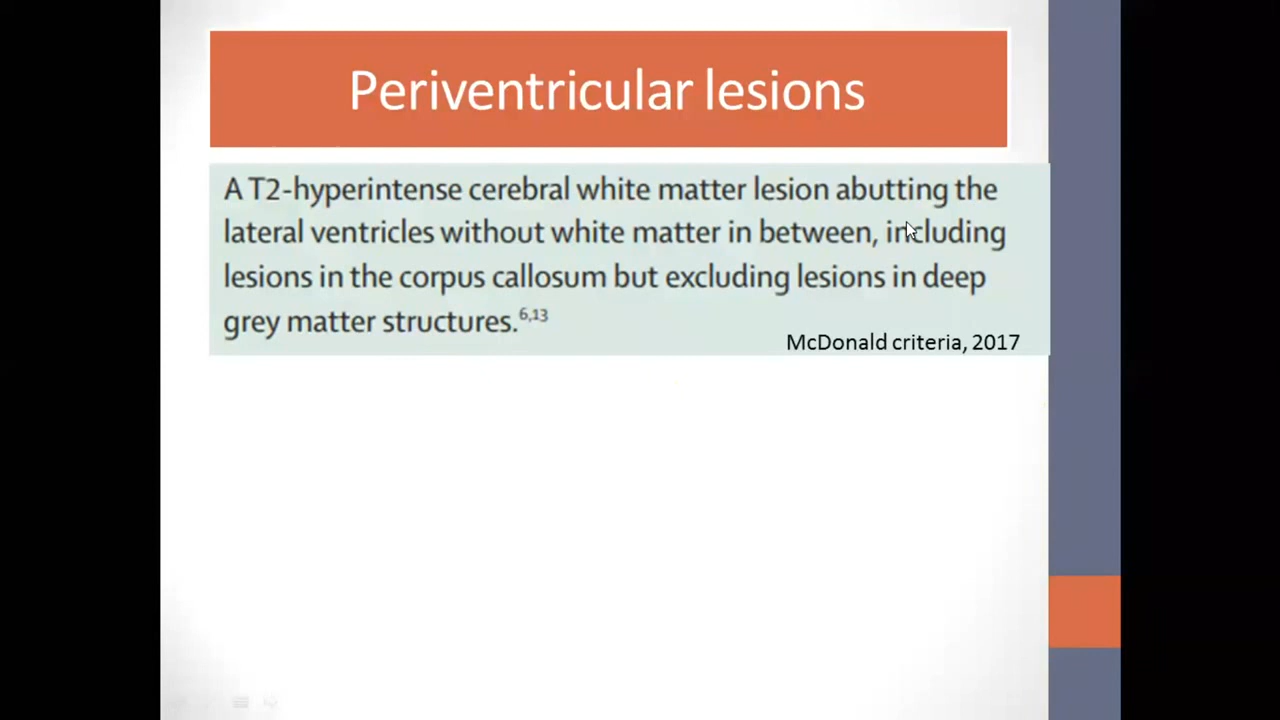 Periventricular lesions
A T2-hyperintense cerebral white matter lesion abutting the
lateral ventricles without white matter in between, including
lesions in the corpus callosum but excluding lesions in deep
grey matter structures.6,13
McDonald criteria, 2017